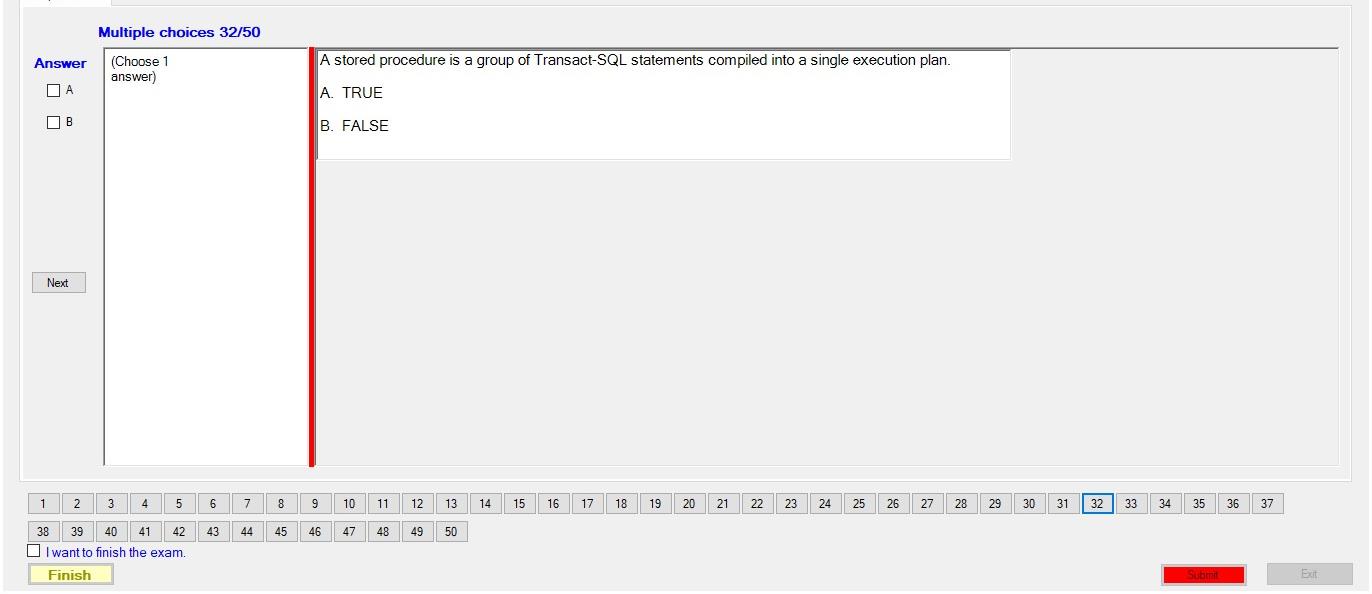 Multiple choices 32/50
Answer
(Choose 1
answer)
A
B
A stored procedure is a group of Transact-SQL statements compiled into a single execution plan.
A. TRUE
B. FALSE
Next
1 2 3 4 5 6 7 8 9 10 11 12 13 14 15 16 17 18 19 20 21 22 23 24 25 26 27 28 29 30 31 32 33 34 35 36 37
38 39 40 41 42 43 44 45 46 47 48 49 50
I want to finish the exam.
Finish Submit Exit